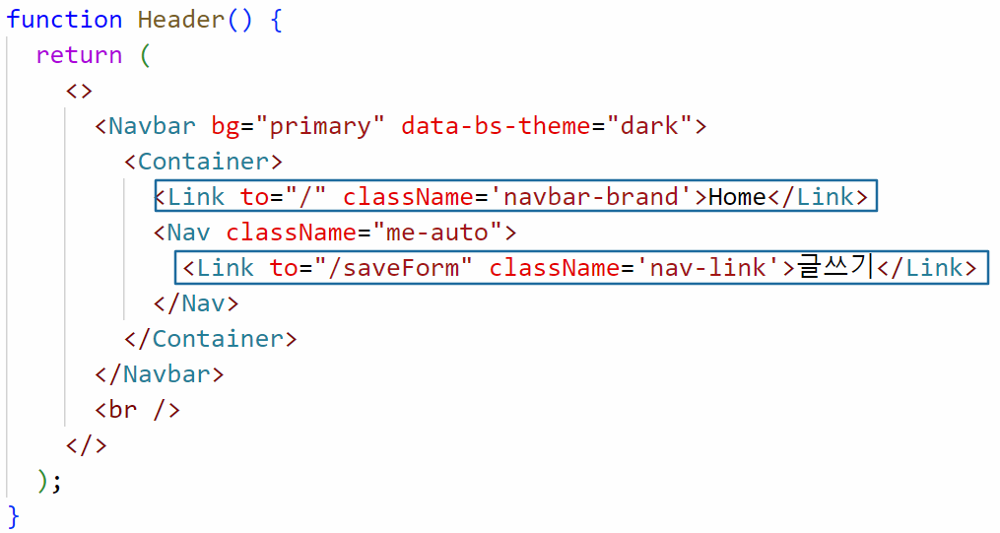 function Header() {
return (
<>
<Navbar bg="primary" data-bs-theme="dark">
<Container>
<Link to="/" className='navbar-brand'>Home</Link>
<Nav className="me-auto">
<Link to="/saveForm" className='nav-link'>글쓰기</Link>
</Nav>
</Container>
</Navbar>
<br />
</>
);
}